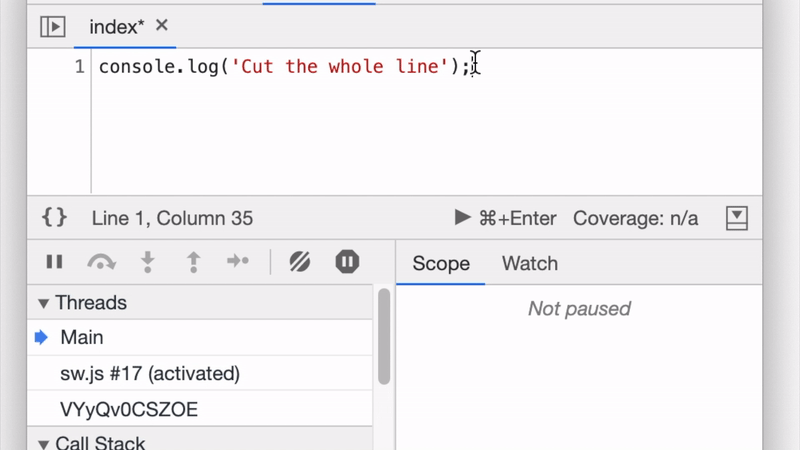 index* ×
1 console.log('Cut the whole line');
{} Line 1, Column 35 ⌘+Enter Coverage: n/a
Scope Watch
Threads
Not paused
Main
sw.js #17 (activated)
VYyQv0CSZOE
Call Stack